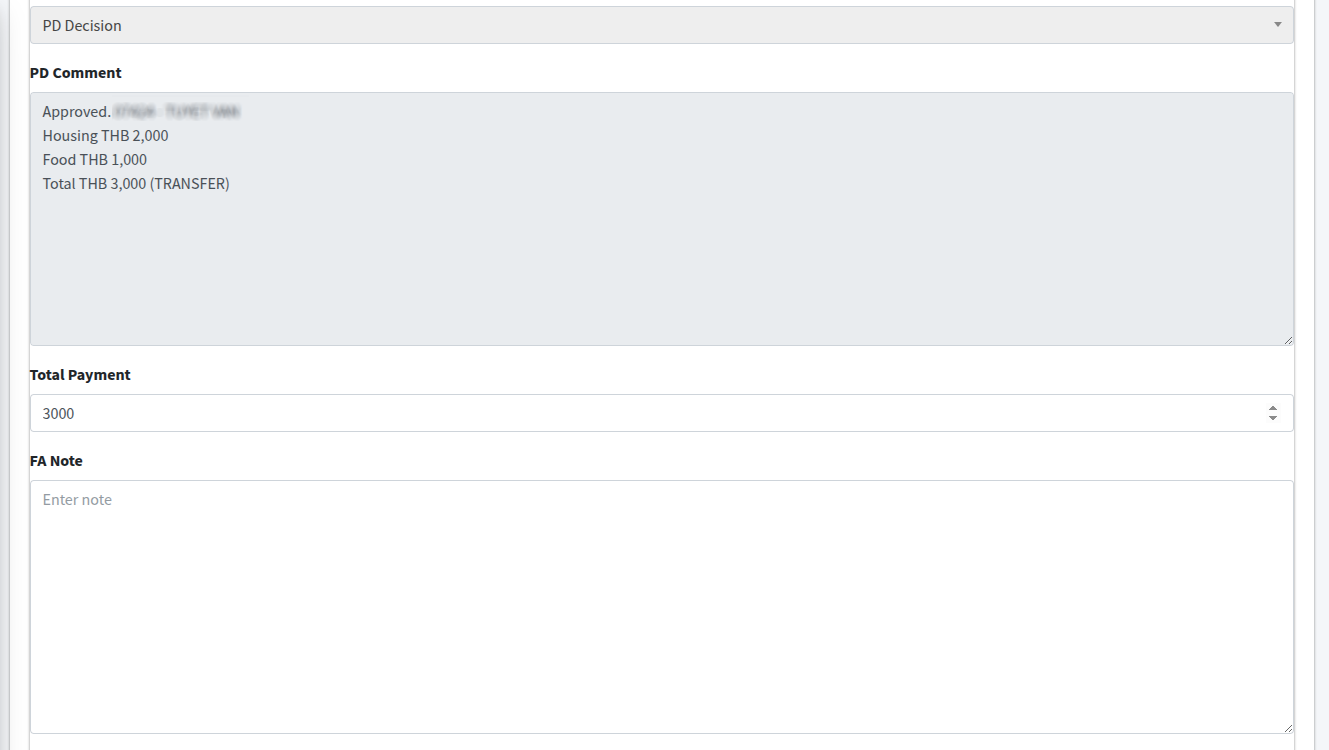 PD Decision
PD Comment
Approved.
Housing THB 2,000
Food THB 1,000
Total THB 3,000 (TRANSFER)
Total Payment
3000
FA Note
Enter note